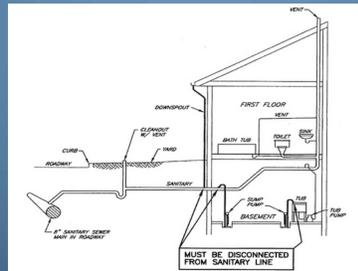 VENT
DOWNSPOUT
FIRST FLOOR
CLEANOUT
W/ VENT
VENT
TOILET
SINK
CURB
YARD
BATH TUB
ROADWAY
SANITARY
SUMP
PUMP
TUB
TUB
PUMP
BASEMENT
8" SANITARY SEWER
MAIN IN ROADWAY
MUST BE DISCONNECTED
FROM SANITARY LINE